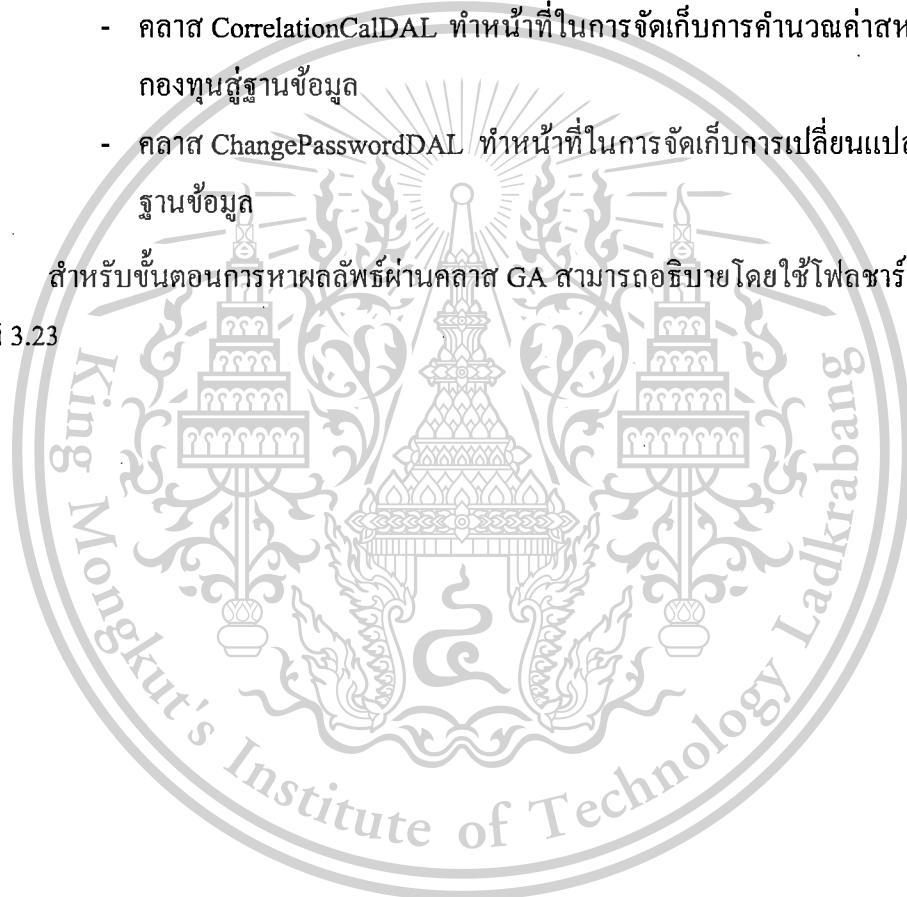 - คลาส CorrelationCalDAL ทำหน้าที่ในการจัดเก็บการคำนวณค่าสห
กองทุนสู่ฐานข้อมูล
- คลาส ChangePasswordDAL ทำหน้าที่ในการจัดเก็บการเปลี่ยนแปล
ฐานข้อมูล
สำหรับขั้นตอนการหาผลลัพธ์ผ่านคลาส GA สามารถอธิบายโดยใช้โฟลชาร์
3.23
King Mongkut's Institute of Technology Ladkrabang